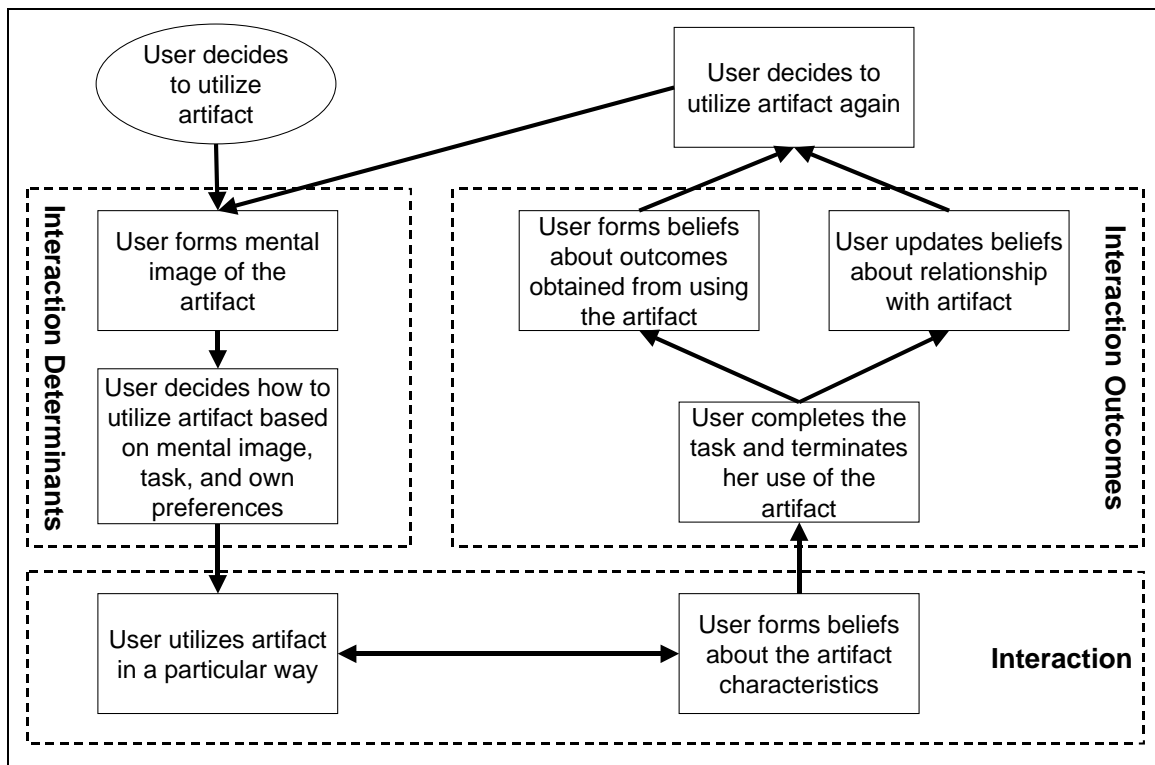 User decides
to utilize
artifact
User decides to
utilize artifact again
Interaction Determinants
User forms mental
image of the
artifact
User decides how to
utilize artifact based
on mental image,
task, and own
preferences
User forms beliefs
about outcomes
obtained from using
the artifact
User updates beliefs
about relationship
with artifact
Interaction Outcomes
User completes the
task and terminates
her use of the
artifact
User utilizes artifact
in a particular way
User forms beliefs
about the artifact
characteristics
Interaction